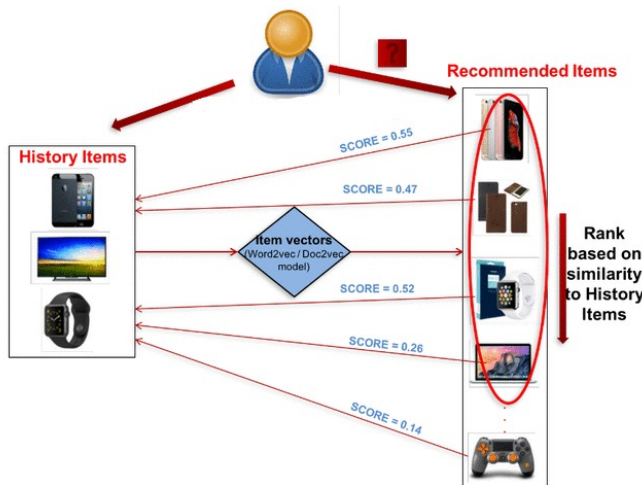 ?
Recommended Items
History Items
SCORE = 0.55
SCORE = 0.47
Item vectors
(Word2vec / Doc2vec
model)
SCORE = 0.52
SCORE = 0.26
SCORE = 0.14
Rank
based on
similarity
to History
Items